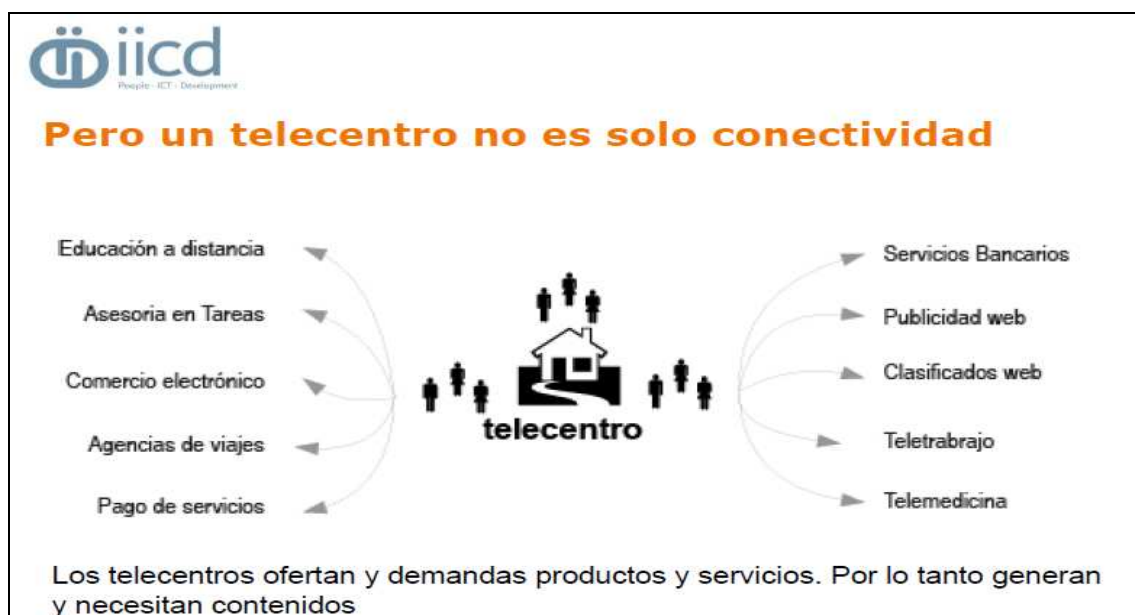 iicd
People - ICT - Development
Pero un telecentro no es solo conectividad
Educación a distancia
Asesoria en Tareas
Comercio electrónico
Agencias de viajes
Pago de servicios
telecentro
Servicios Bancarios
Publicidad web
Clasificados web
Teletrabrajo
Telemedicina
Los telecentros ofertan y demandas productos y servicios. Por lo tanto generan
y necesitan contenidos